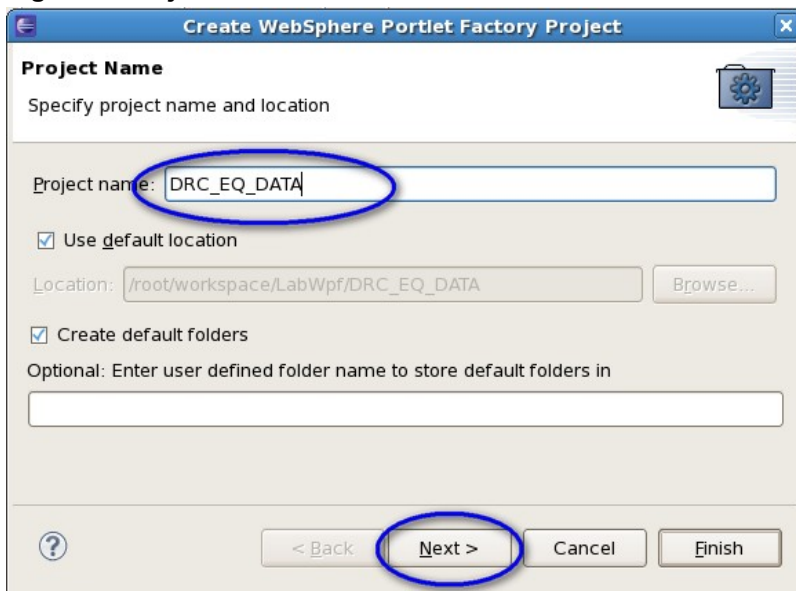 Create WebSphere Portlet Factory Project
Project Name
Specify project name and location
Project name: DRC_EQ_DATA
Use default location
Location: /root/workspace/LabWpf/DRC_EQ_DATA Browse...
Create default folders
Optional: Enter user defined folder name to store default folders in
? < Back Next > Cancel Finish